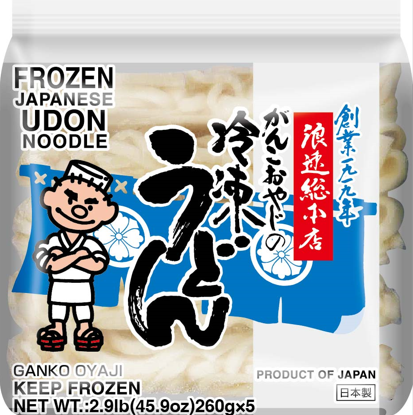 FROZEN
JAPANESE
UDON
NOODLE
創業一九九年
浪速総本店
がんこおやじの
冷凍
うどん
GANKO OYAJI
KEEP FROZEN
NET WT.:2.9lb(45.9oz)260g×5
PRODUCT OF JAPAN
日本製